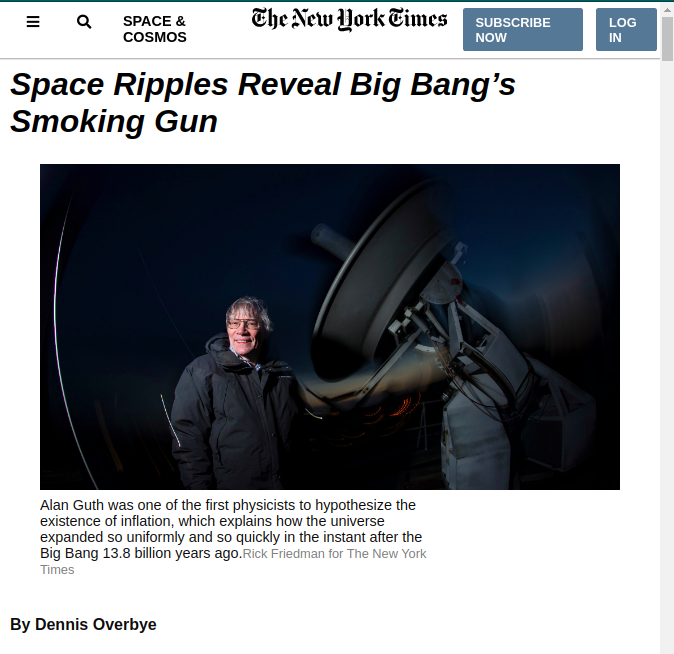 SPACE &
COSMOS
The New York Times
SUBSCRIBE
NOW
LOG
IN
Space Ripples Reveal Big Bang’s
Smoking Gun
Alan Guth was one of the first physicists to hypothesize the
existence of inflation, which explains how the universe
expanded so uniformly and so quickly in the instant after the
Big Bang 13.8 billion years ago.Rick Friedman for The New York
Times
By Dennis Overbye